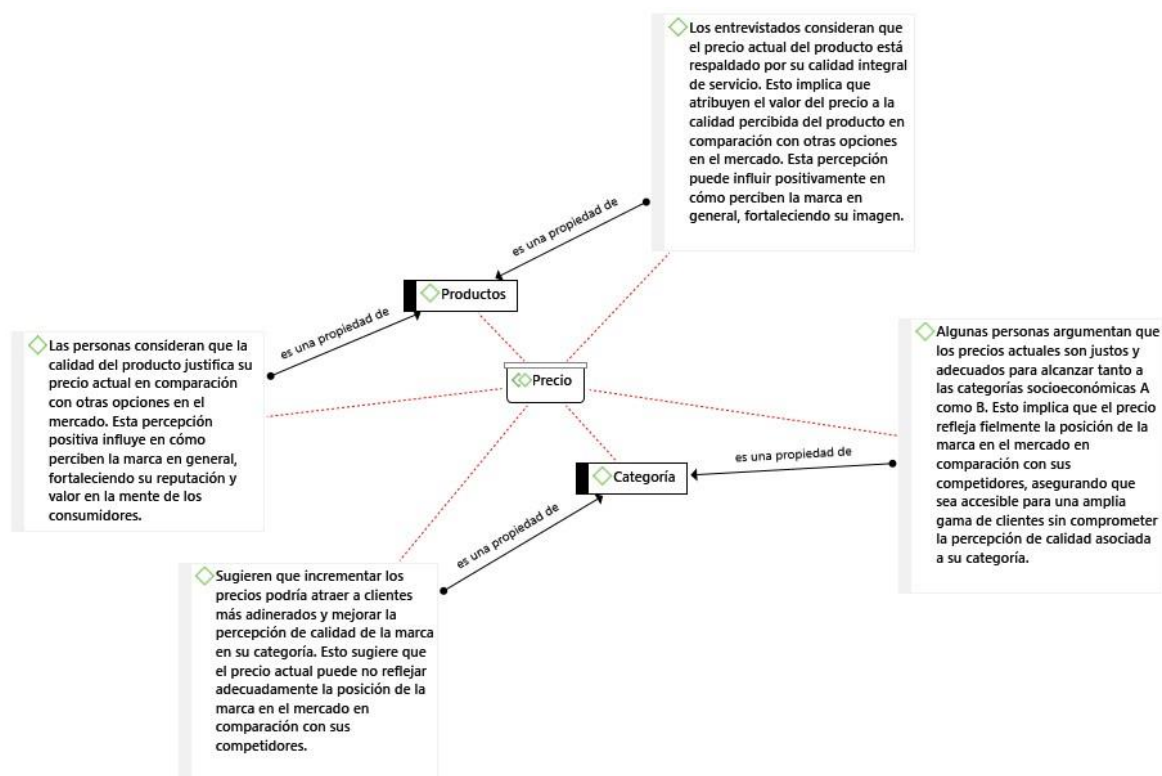 Los entrevistados consideran que
el precio actual del producto está
respaldado por su calidad integral
de servicio. Esto implica que
atribuyen el valor del precio a la
calidad percibida del producto en
comparación con otras opciones
en el mercado. Esta percepción
puede influir positivamente en
cómo perciben la marca en
general, fortaleciendo su imagen.
es una propiedad de
Productos
es una propiedad de
Las personas consideran que la
calidad del producto justifica su
precio actual en comparación
con otras opciones en el
mercado. Esta percepción
positiva influye en cómo
perciben la marca en general,
fortaleciendo su reputación y
valor en la mente de los
consumidores.
Precio
Algunas personas argumentan que
los precios actuales son justos y
adecuados para alcanzar tanto a
las categorías socioeconómicas A
como B. Esto implica que el precio
refleja fielmente la posición de la
marca en el mercado en
comparación con sus
competidores, asegurando que
sea accesible para una amplia
gama de clientes sin comprometer
la percepción de calidad asociada
a su categoría.
es una propiedad de
Categoría
es una propiedad de
Sugieren que incrementar los
precios podría atraer a clientes
más adinerados y mejorar la
percepción de calidad de la marca
en su categoría. Esto sugiere que
el precio actual puede no reflejar
adecuadamente la posición de la
marca en el mercado en
comparación con sus
competidores.